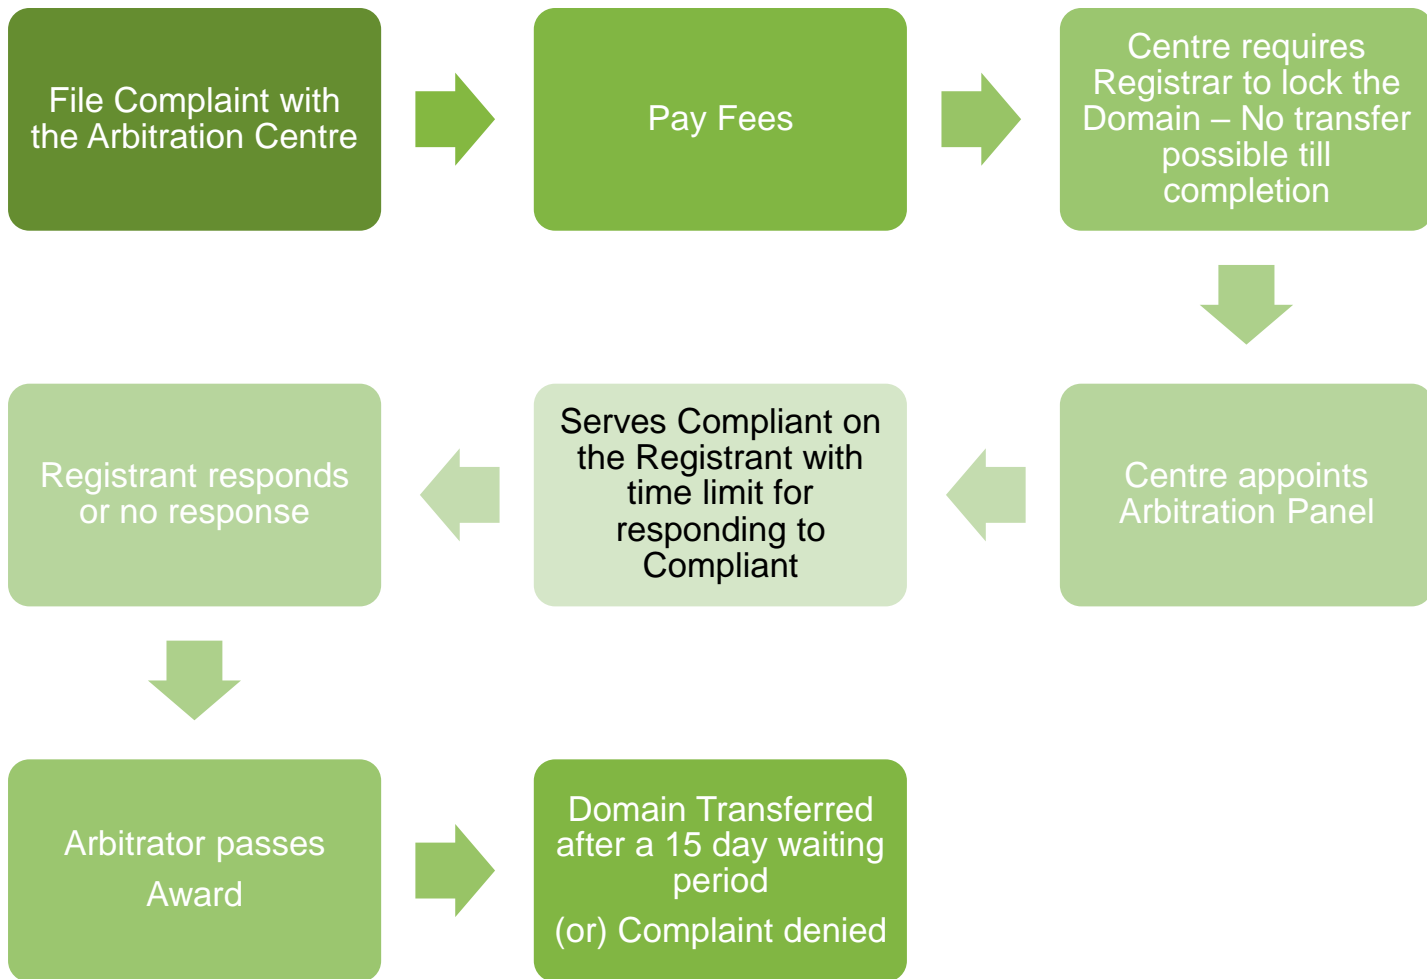 File Complaint with
the Arbitration Centre
Pay Fees
Centre requires
Registrar to lock the
Domain – No transfer
possible till
completion
Centre appoints
Arbitration Panel
Serves Compliant on
the Registrant with
time limit for
responding to
Compliant
Registrant responds
or no response
Arbitrator passes
Award
Domain Transferred
after a 15 day waiting
period
(or) Complaint denied